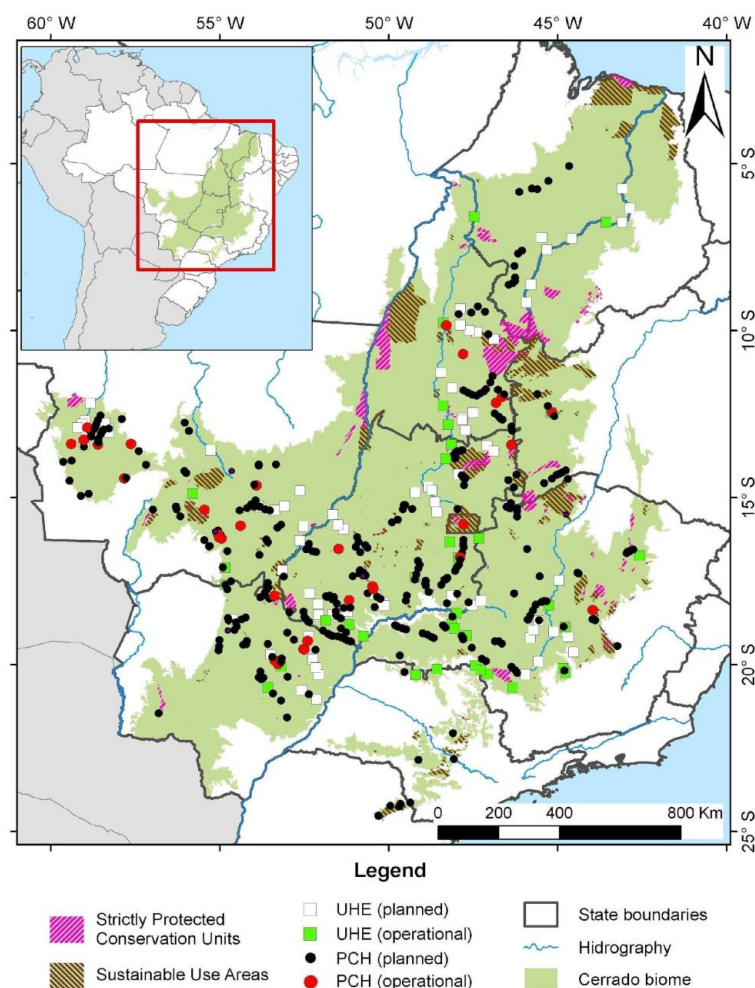 60° W 55° W 50° W 45° W 40° W
N
5°S
10°S
15°S
20°S
25°S
0 200 400 800 Km
Legend
Strictly Protected
Conservation Units
Sustainable Use Areas
UHE (planned)
UHE (operational)
PCH (planned)
PCH (operational)
State boundaries
Hidrography
Cerrado biome